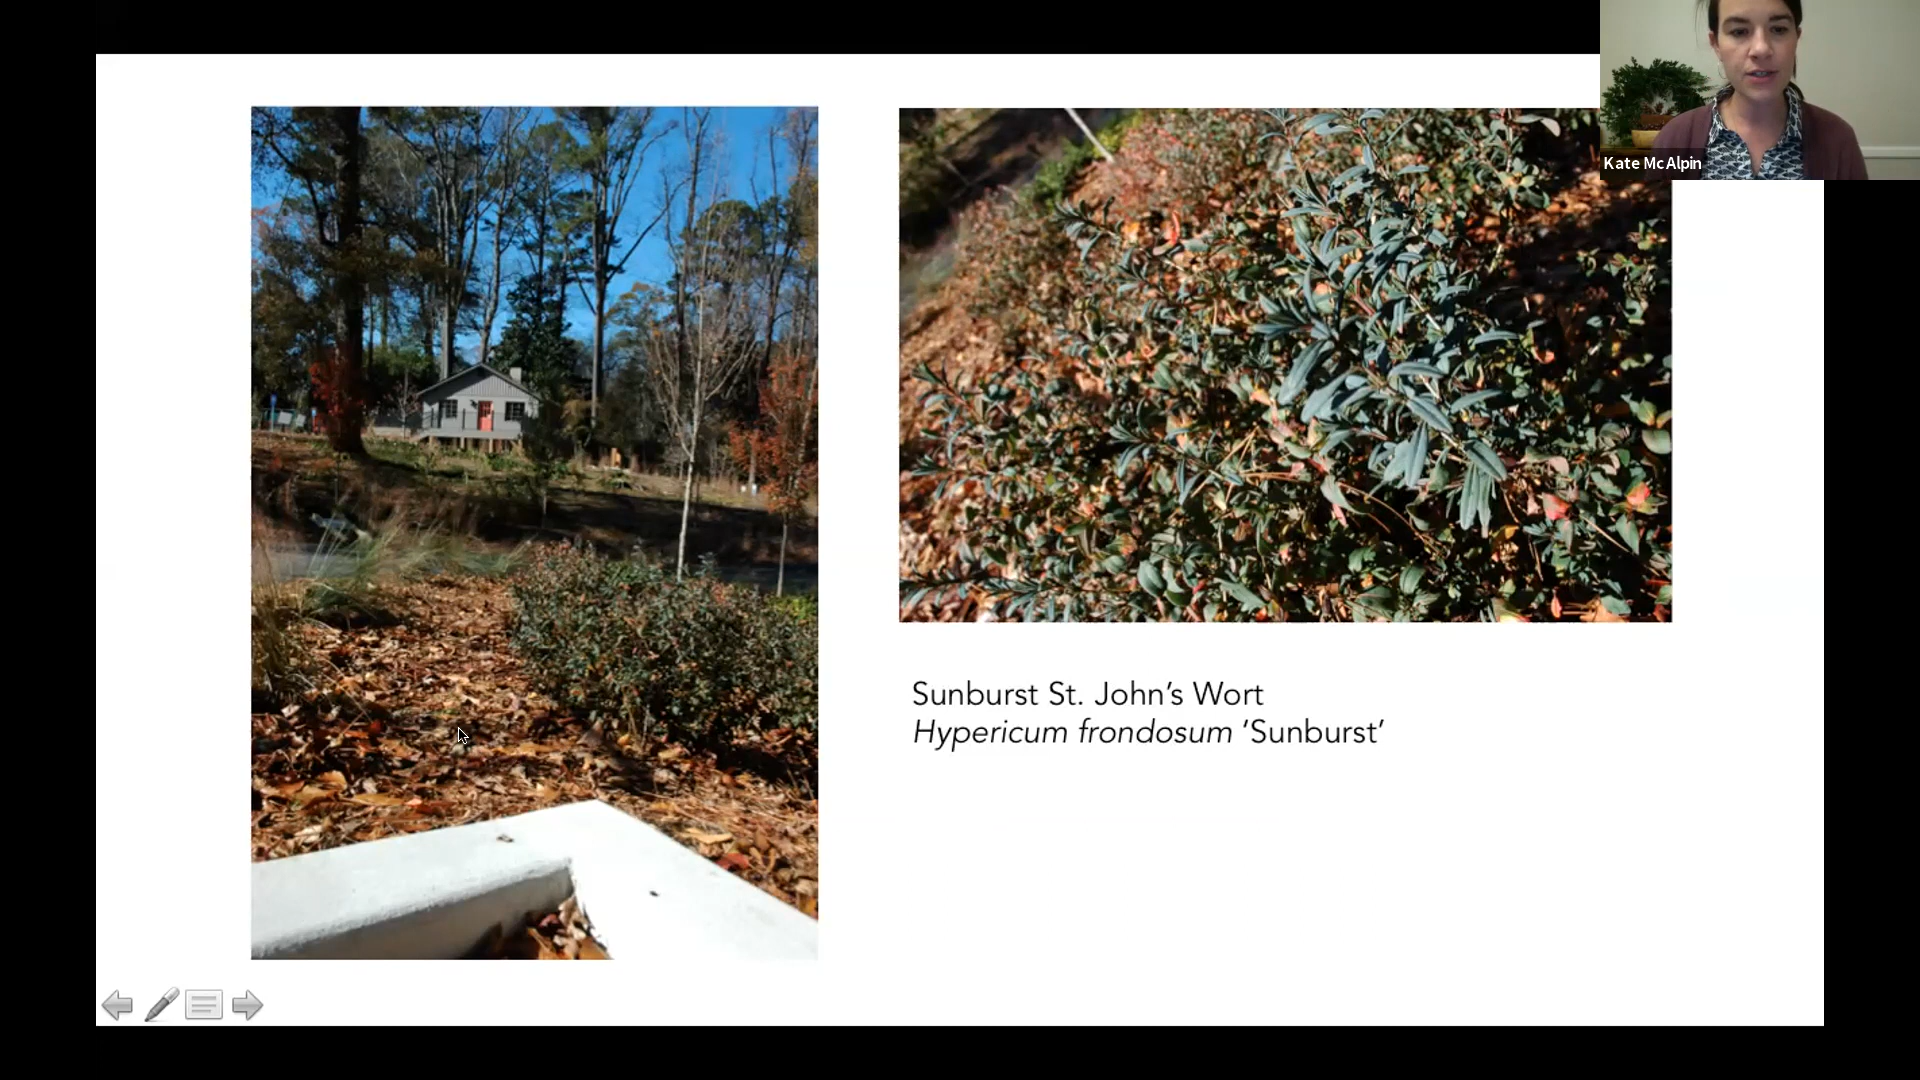 Kate McAlpin
Sunburst St. John’s Wort
Hypericum frondosum ‘Sunburst’